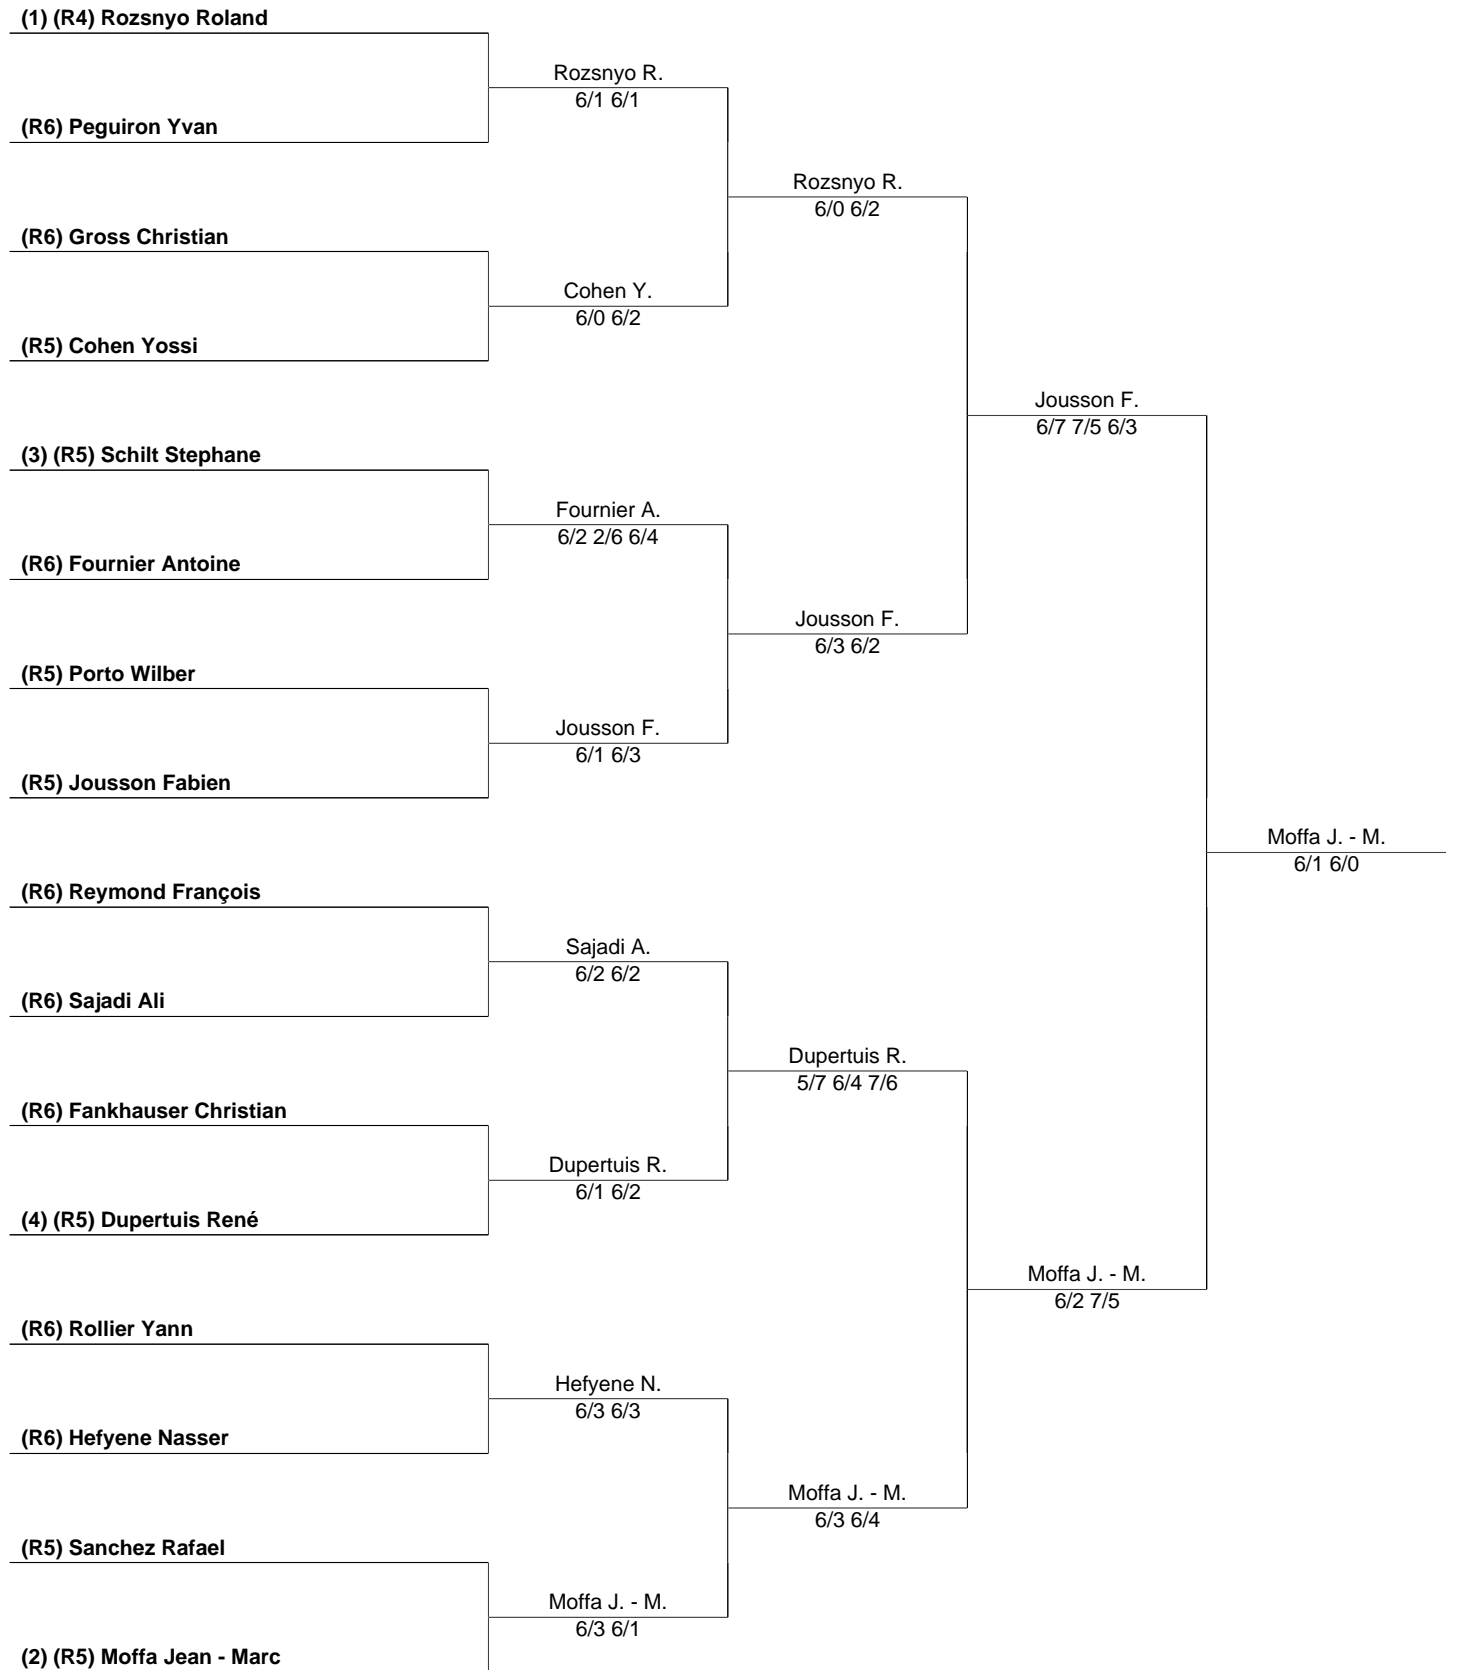 (1) (R4) Rozsnyo Roland
Rozsnyo R.
6/1 6/1
(R6) Peguiron Yvan
Rozsnyo R.
6/0 6/2
(R6) Gross Christian
Cohen Y.
6/0 6/2
(R5) Cohen Yossi
Jousson F.
6/7 7/5 6/3
(3) (R5) Schilt Stephane
Fournier A.
6/2 2/6 6/4
(R6) Fournier Antoine
Jousson F.
6/3 6/2
(R5) Porto Wilber
Jousson F.
6/1 6/3
(R5) Jousson Fabien
Moffa J. - M.
6/1 6/0
(R6) Reymond François
Sajadi A.
6/2 6/2
(R6) Sajadi Ali
Dupertuis R.
5/7 6/4 7/6
(R6) Fankhauser Christian
Dupertuis R.
6/1 6/2
(4) (R5) Dupertuis René
Moffa J. - M.
6/2 7/5
(R6) Rollier Yann
Hefyene N.
6/3 6/3
(R6) Hefyene Nasser
Moffa J. - M.
6/3 6/4
(R5) Sanchez Rafael
Moffa J. - M.
6/3 6/1
(2) (R5) Moffa Jean - Marc